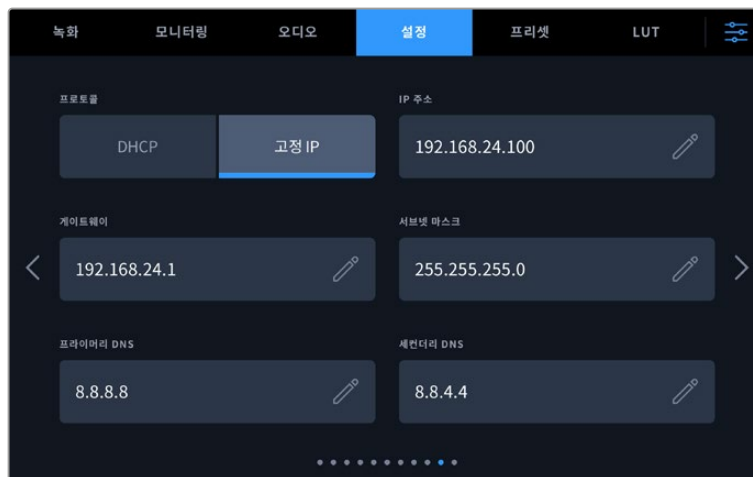 녹화 모니터링 오디오 설정 프리셋 LUT
프로토콜
DHCP 고정 IP
IP 주소
192.168.24.100
게이트웨이
192.168.24.1
서브넷 마스크
255.255.255.0
프라이머리 DNS
8.8.8.8
세컨더리 DNS
8.8.4.4